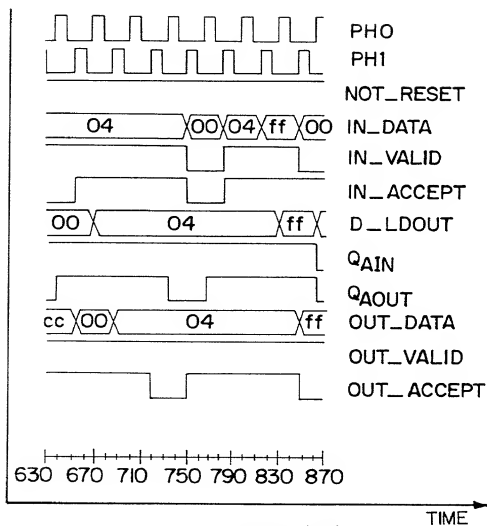 PH0
PH1
NOT_RESET
04 00 04 ff 00 IN_DATA
IN_VALID
IN_ACCEPT
00 04 ff D_LDOUT
QAIN
QAOUT
cc 00 04 ff OUT_DATA
OUT_VALID
OUT_ACCEPT
630 670 710 750 790 830 870
TIME